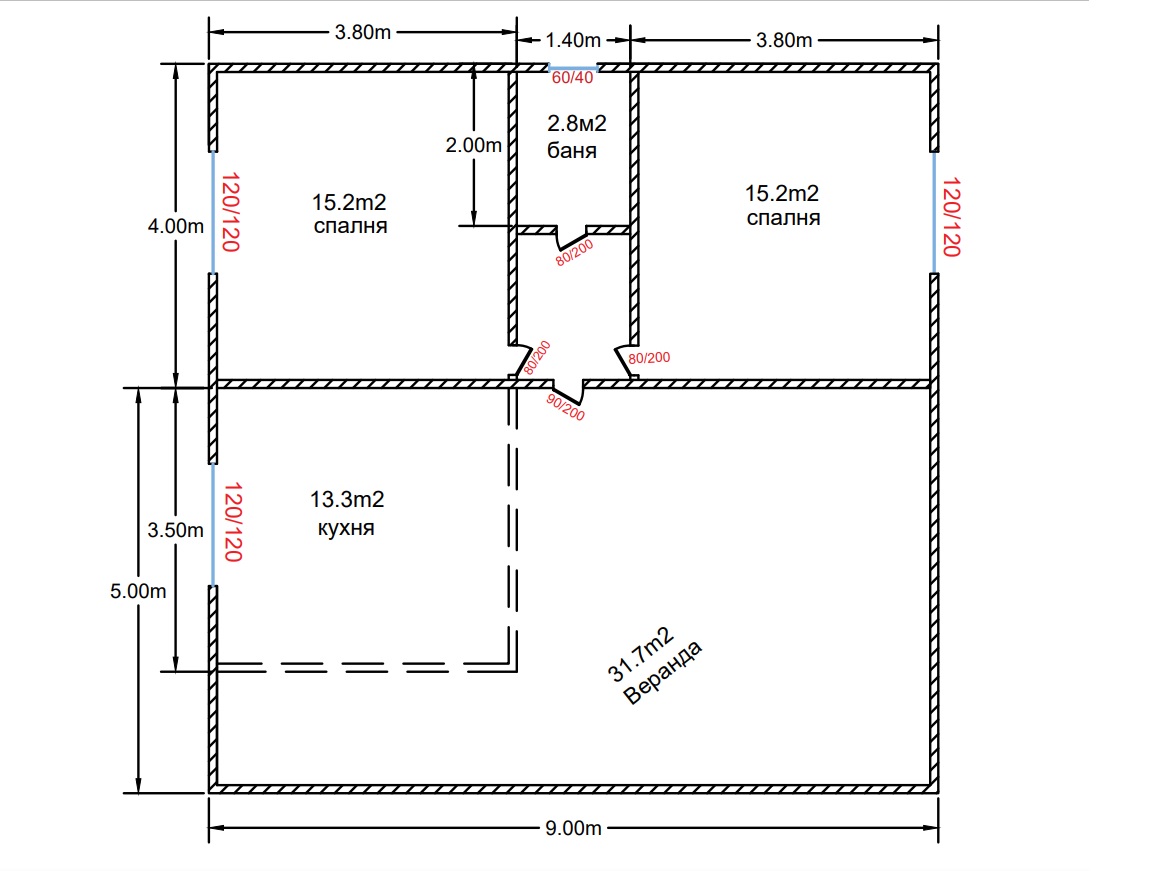 3.80m
1.40m
3.80m
60/40
2.8м2
баня
2.00m
120/120
15.2m2
спалня
15.2m2
спалня
120/120
4.00m
80/200
80/200
80/200
90/200
13.3m2
кухня
120/120
3.50m
5.00m
31.7m2
Веранда
9.00m